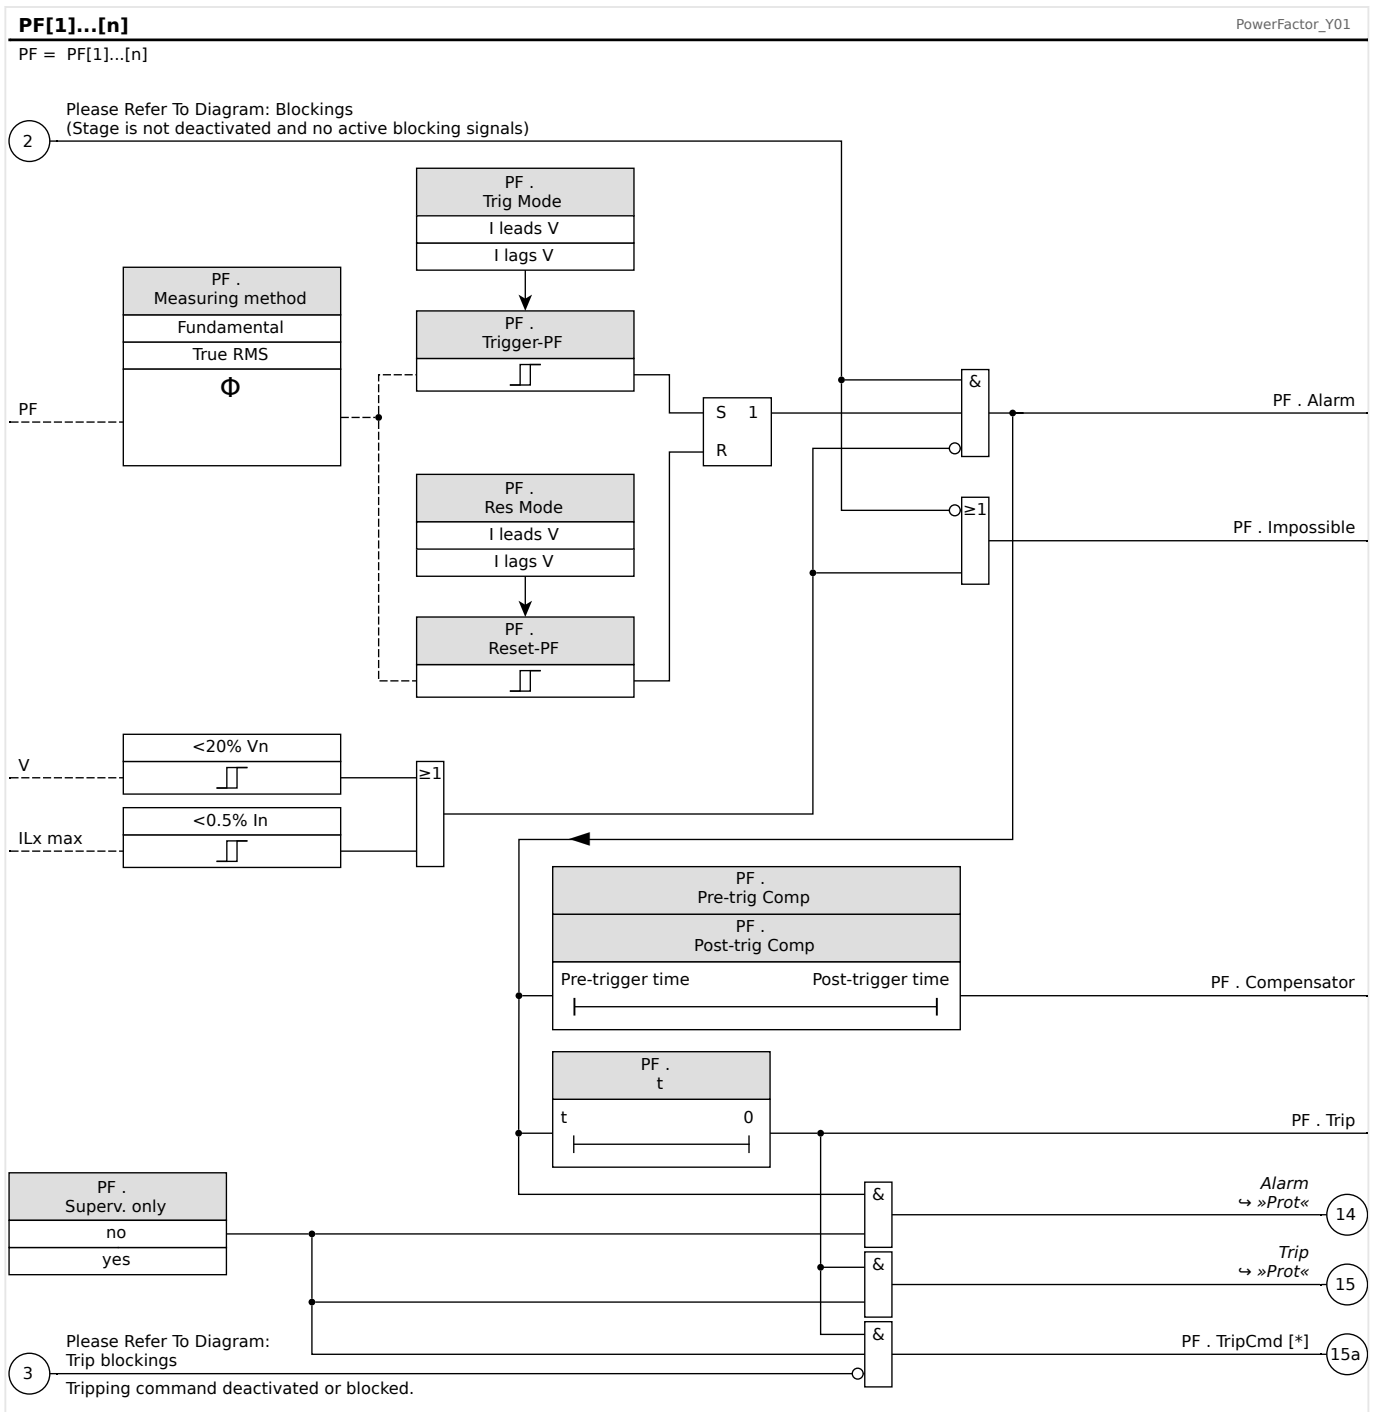 PF[1]...[n]
PowerFactor_Y01
PF =  PF[1]...[n]
Please Refer To Diagram: Blockings
(Stage is not deactivated and no active blocking signals)
2
PF .
Trig Mode
I leads V
I lags V
PF .
Measuring method
Fundamental
True RMS
Φ
PF
PF .
Trigger-PF
S 1
R
&
PF . Alarm
≥1
PF . Impossible
PF .
Res Mode
I leads V
I lags V
PF .
Reset-PF
<20% Vn
V
≥1
<0.5% In
ILx max
PF .
Pre-trig Comp
PF .
Post-trig Comp
Pre-trigger time Post-trigger time
PF . Compensator
PF .
t
t 0
PF . Trip
PF .
Superv. only
no
yes
&
Alarm
↪ »Prot«
14
&
Trip
↪ »Prot«
15
&
PF . TripCmd [*]
15a
Please Refer To Diagram:
Trip blockings
3
Tripping command deactivated or blocked.